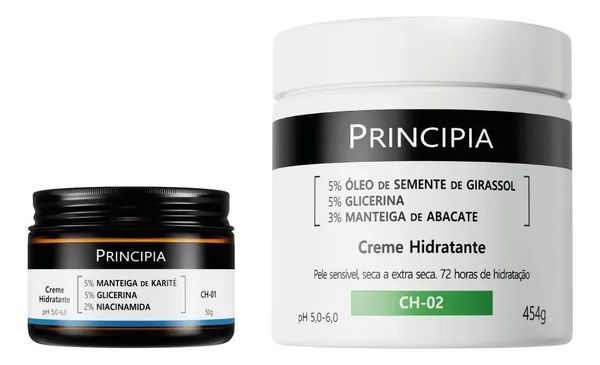 PRINCIPIA
Creme
Hidratante
pH 5,0-6,0
5% MANTEIGA DE KARITÉ
5% GLICERINA
2% NIACINAMIDA
CH-01
50g
PRINCIPIA
5% ÓLEO DE SEMENTE DE GIRASSOL
5% GLICERINA
3% MANTEIGA DE ABACATE
Creme Hidratante
Pele sensível, seca a extra seca. 72 horas de hidratação
pH 5,0-6,0
CH-02
454g